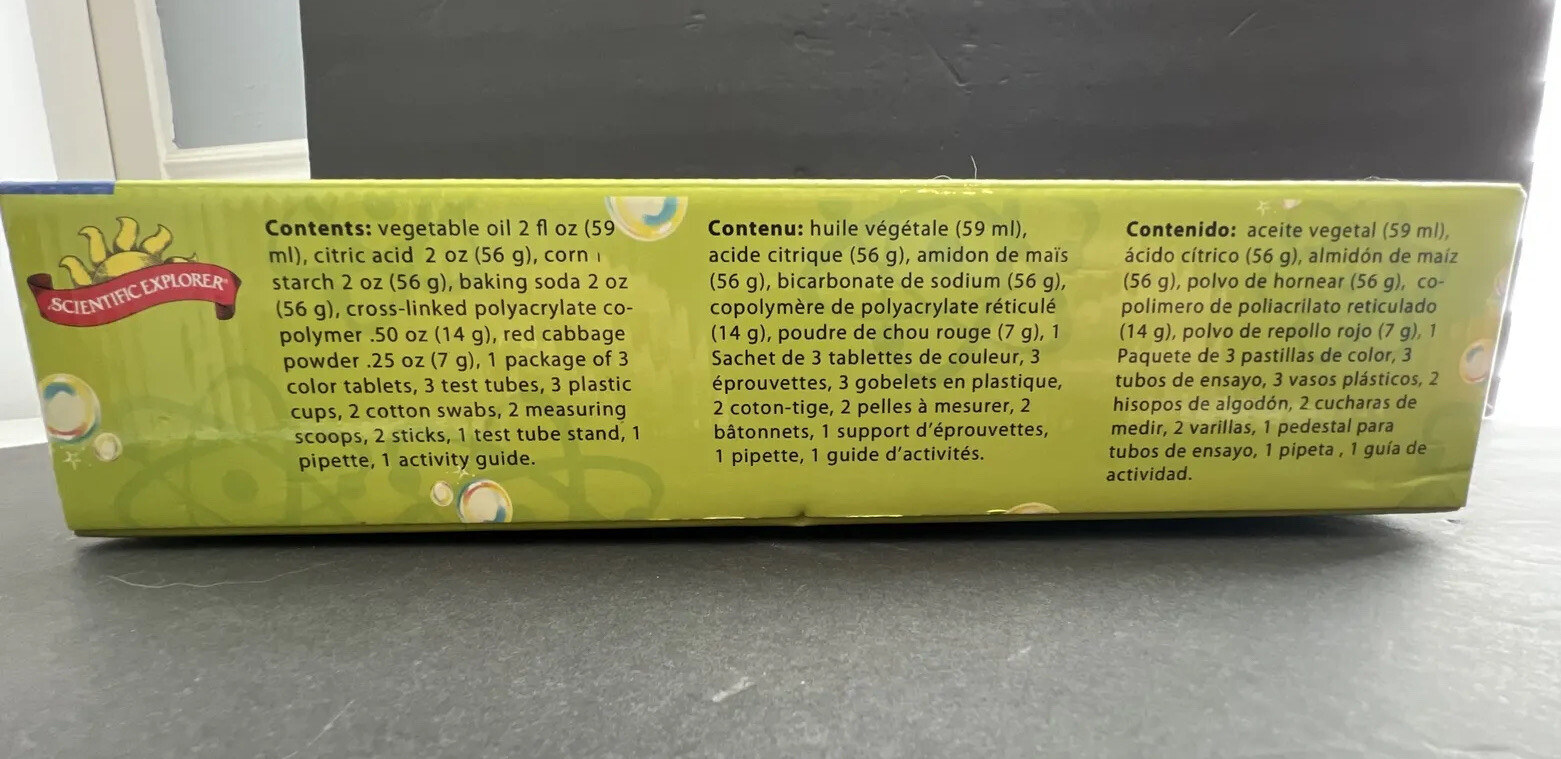 SCIENTIFIC EXPLORER®
Contents: vegetable oil 2 fl oz (59
ml), citric acid 2 oz (56 g), corn
starch 2 oz (56 g), baking soda 2 oz
(56 g), cross-linked polyacrylate co-
polymer .50 oz (14 g), red cabbage
powder .25 oz (7 g), 1 package of 3
color tablets, 3 test tubes, 3 plastic
cups, 2 cotton swabs, 2 measuring
scoops, 2 sticks, 1 test tube stand, 1
pipette, 1 activity guide.
Contenu: huile végétale (59 ml),
acide citrique (56 g), amidon de maïs
(56 g), bicarbonate de sodium (56 g),
copolymère de polyacrylate réticulé
(14 g), poudre de chou rouge (7 g), 1
Sachet de 3 tablettes de couleur, 3
éprouvettes, 3 gobelets en plastique,
2 coton-tige, 2 pelles à mesurer, 2
bâtonnets, 1 support d'éprouvettes,
1 pipette, 1 guide d'activités.
Contenido: aceite vegetal (59 ml),
ácido cítrico (56 g), almidón de maíz
(56 g), polvo de hornear (56 g), co-
polimero de poliacrilato reticulado
(14 g), polvo de repollo rojo (7 g), 1
Paquete de 3 pastillas de color, 3
tubos de ensayo, 3 vasos plásticos, 2
hisopos de algodón, 2 cucharas de
medir, 2 varillas, 1 pedestal para
tubos de ensayo, 1 pipeta , 1 guía de
actividad.